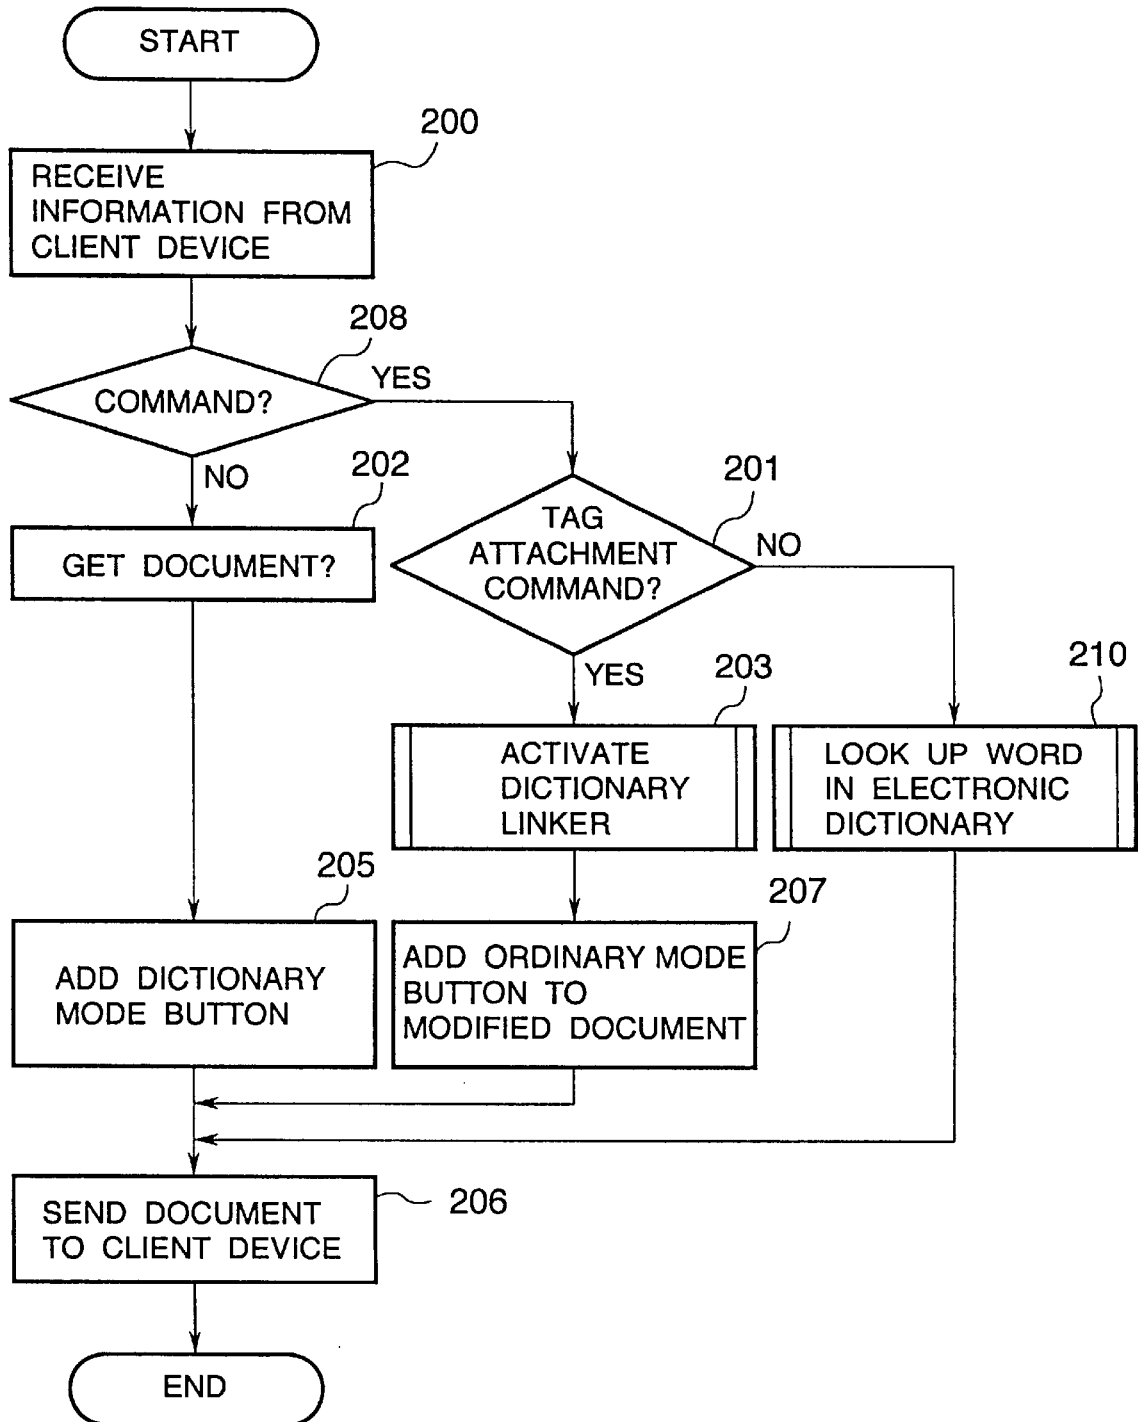 START
200
RECEIVE
INFORMATION FROM
CLIENT DEVICE
208
COMMAND?
YES
NO
202
GET DOCUMENT?
201
TAG
ATTACHMENT
COMMAND?
NO
YES
203
ACTIVATE
DICTIONARY
LINKER
210
LOOK UP WORD
IN ELECTRONIC
DICTIONARY
205
ADD DICTIONARY
MODE BUTTON
207
ADD ORDINARY MODE
BUTTON TO
MODIFIED DOCUMENT
206
SEND DOCUMENT
TO CLIENT DEVICE
END